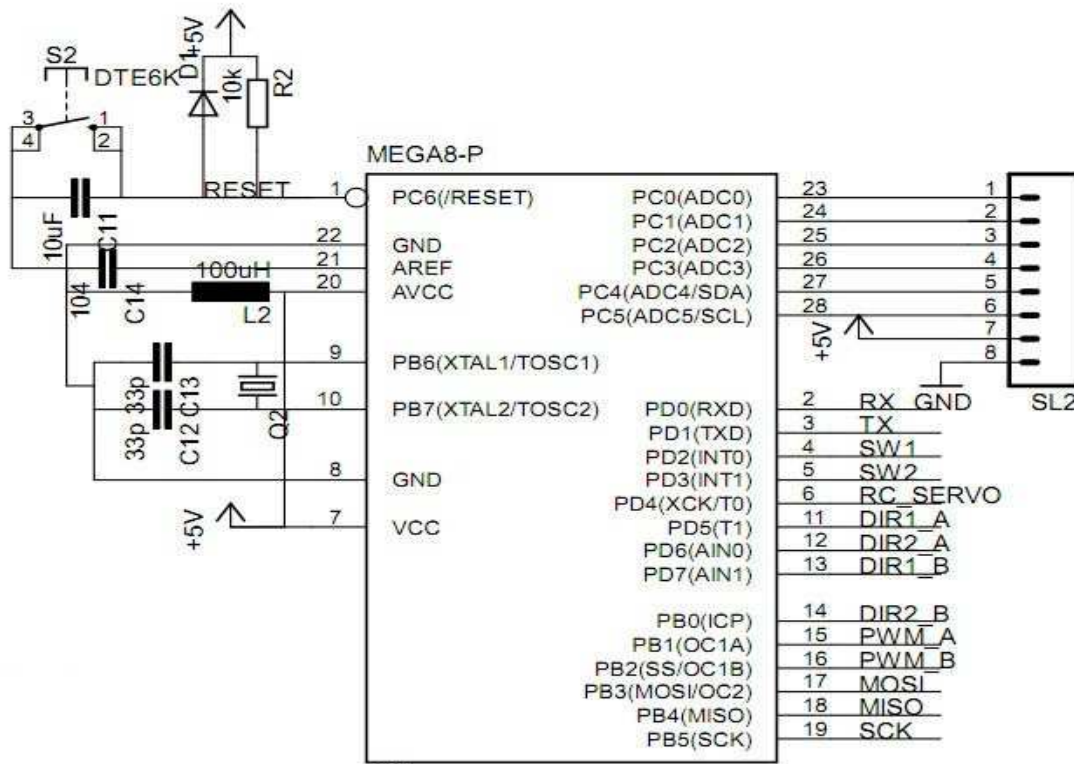 +5V
S2
DTE6K
D1
10k
R2
3
1
4
2
MEGA8-P
RESET
1
PC6(/RESET)
10uF
C11
22
GND
21
AREF
104
C14
100uH
L2
20
AVCC
9
PB6(XTAL1/TOSC1)
33p
C13
10
PB7(XTAL2/TOSC2)
33p
C12
Q2
8
GND
+5V
7
VCC
PC0(ADC0)
23
1
PC1(ADC1)
24
2
PC2(ADC2)
25
3
PC3(ADC3)
26
4
PC4(ADC4/SDA)
27
5
PC5(ADC5/SCL)
28
6
+5V
7
8
GND
SL2
PD0(RXD)
2
RX
PD1(TXD)
3
TX
PD2(INT0)
4
SW1
PD3(INT1)
5
SW2
PD4(XCK/T0)
6
RC_SERVO
PD5(T1)
11
DIR1_A
PD6(AIN0)
12
DIR2_A
PD7(AIN1)
13
DIR1_B
PB0(ICP)
14
DIR2_B
PB1(OC1A)
15
PWM_A
PB2(SS/OC1B)
16
PWM_B
PB3(MOSI/OC2)
17
MOSI
PB4(MISO)
18
MISO
PB5(SCK)
19
SCK